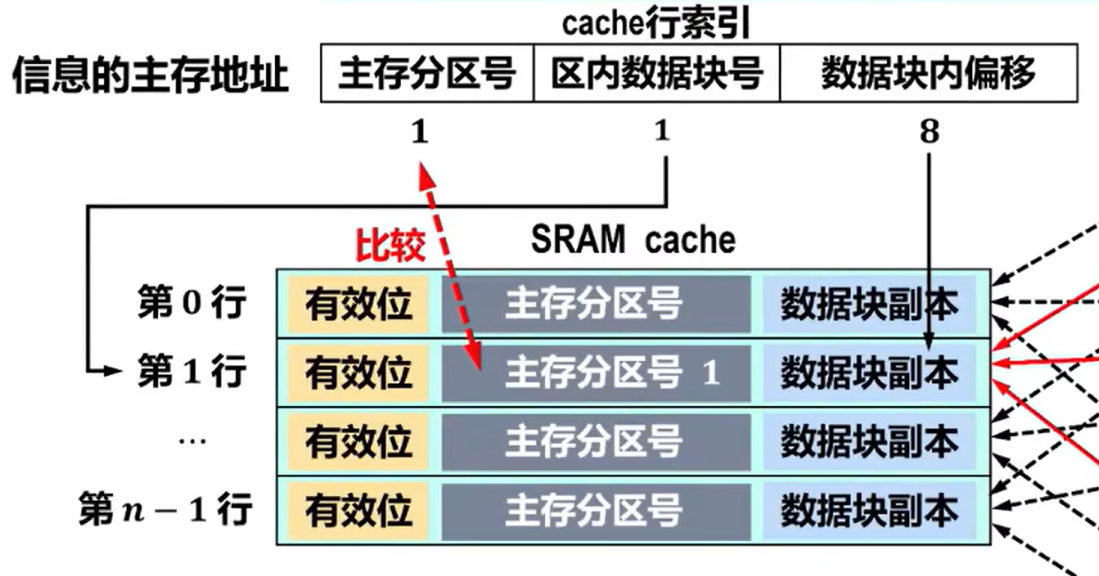 cache行索引
信息的主存地址 主存分区号 区内数据块号 数据块内偏移
1 1 8
比较 SRAM cache
第 0 行 有效位 主存分区号 数据块副本
第 1 行 有效位 主存分区号 1 数据块副本
… 有效位 主存分区号 数据块副本
第 n − 1 行 有效位 主存分区号 数据块副本